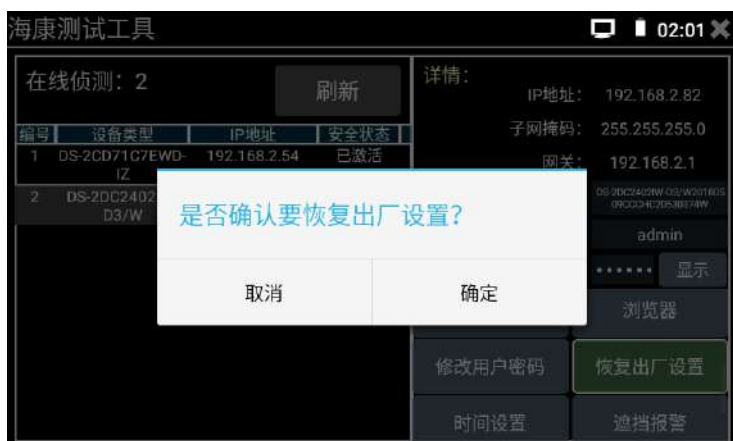 海康测试工具
02:01
在线侦测：2
刷新
详情：
IP地址： 192.168.2.82
子网掩码： 255.255.255.0
网关： 192.168.2.1
编号 设备类型 IP地址 安全状态
1 DS-2CD71C7EWD-IZ 192.168.2.54 已激活
2 DS-2DC2402
D3/W
admin
•••••• 显示
是否确认要恢复出厂设置？
取消
确定
浏览器
修改用户密码
恢复出厂设置
时间设置
遮挡报警